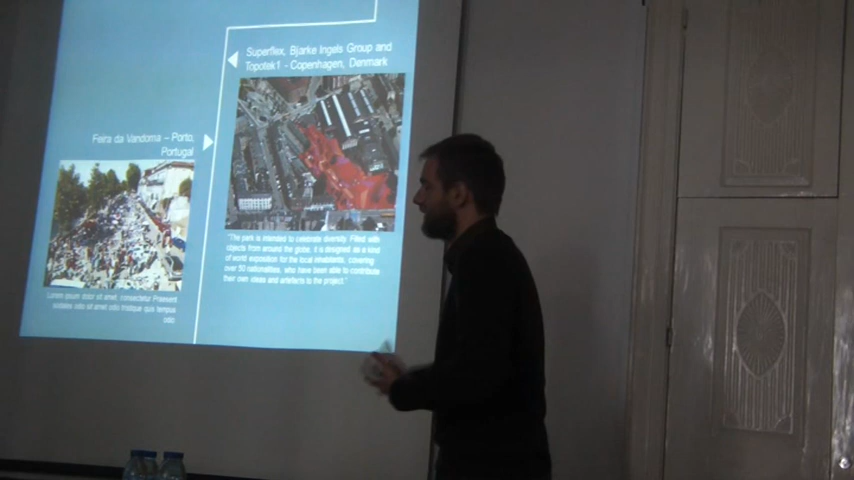 Superflex, Bjarke Ingels Group and
Topotek1 - Copenhagen, Denmark
Feira da Vandoma – Porto,
Portugal
"The park is intended to celebrate diversity. Filled with
objects from around the globe, it is designed as a kind
of world exposition for the local inhabitants, covering
over 50 nationalities, who have been able to contribute
their own ideas and artefacts to the project."
Lorem ipsum dolor sit amet, consectetur Praesent
sodales odio sit amet odio tristique quis tempus
odio